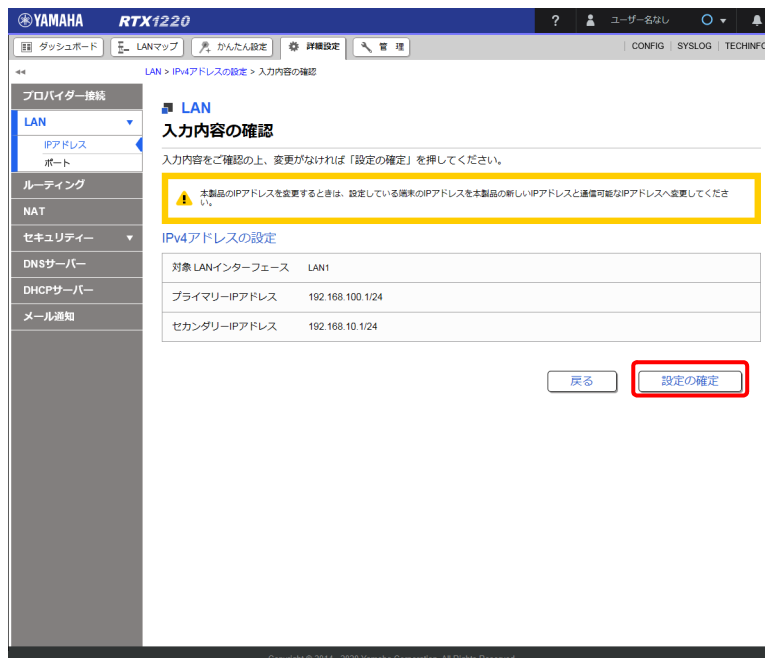 YAMAHA RTX1220 ? ユーザー名なし
ダッシュボード LANマップ かんたん設定 詳細設定 管 理 CONFIG SYSLOG TECHINFO
LAN > IPv4アドレスの設定 > 入力内容の確認
プロバイダー接続
LAN
IPアドレス
ポート
ルーティング
NAT
セキュリティー
DNSサーバー
DHCPサーバー
メール通知
LAN
入力内容の確認
入力内容をご確認の上、変更がなければ「設定の確定」を押してください。
本製品のIPアドレスを変更するときは、設定している端末のIPアドレスを本製品の新しいIPアドレスと通信可能なIPアドレスへ変更してくださ
い。
IPv4アドレスの設定
対象 LANインターフェース LAN1
プライマリーIPアドレス 192.168.100.1/24
セカンダリーIPアドレス 192.168.10.1/24
戻る 設定の確定
Copyright © 2014 - 2020 Yamaha Corporation. All Rights Reserved.